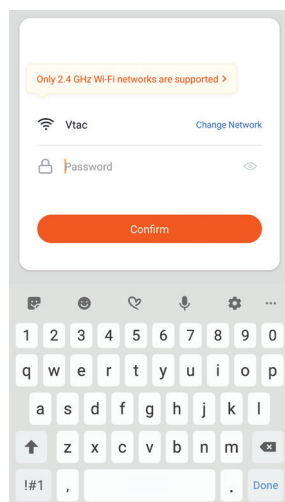 Only 2.4 GHz Wi-Fi networks are supported >
Vtac Change Network
Password
Confirm
1 2 3 4 5 6 7 8 9 0
q w e r t y u i o p
a s d f g h j k l
z x c v b n m
!#1 , . Done